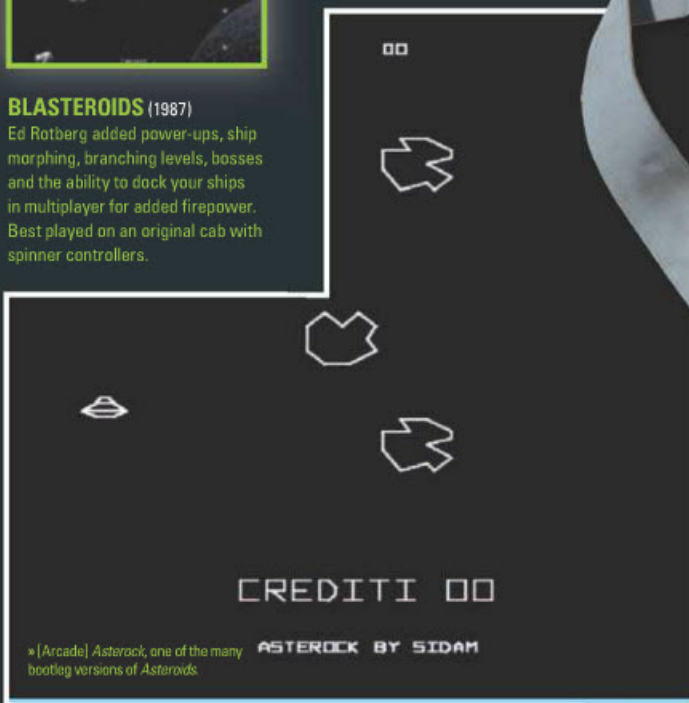 BLASTEROIDS (1987)
Ed Rotberg added power-ups, ship
morphing, branching levels, bosses
and the ability to dock your ships
in multiplayer for added firepower.
Best played on an original cab with
spinner controllers.
00
CREDITI 00
ASTEROCK BY SIDAM
» [Arcade] Asterock, one of the many
bootleg versions of Asteroids.